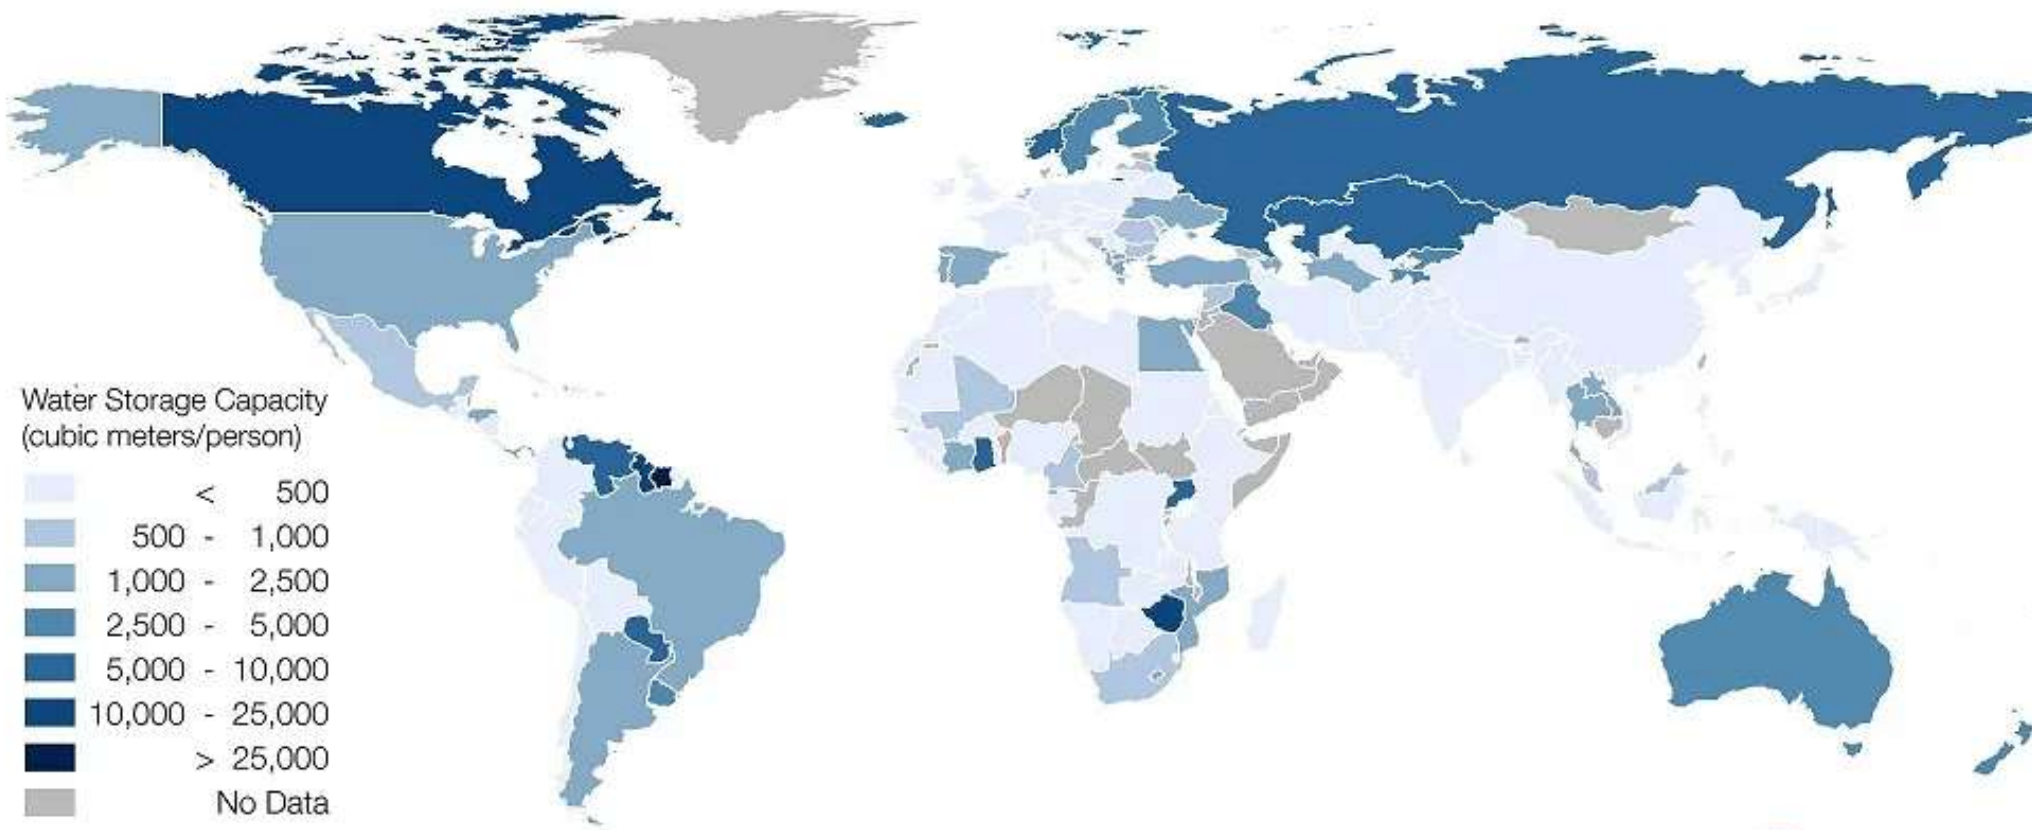 Water Storage Capacity
(cubic meters/person)
< 500
500 - 1,000
1,000 - 2,500
2,500 - 5,000
5,000 - 10,000
10,000 - 25,000
> 25,000
No Data